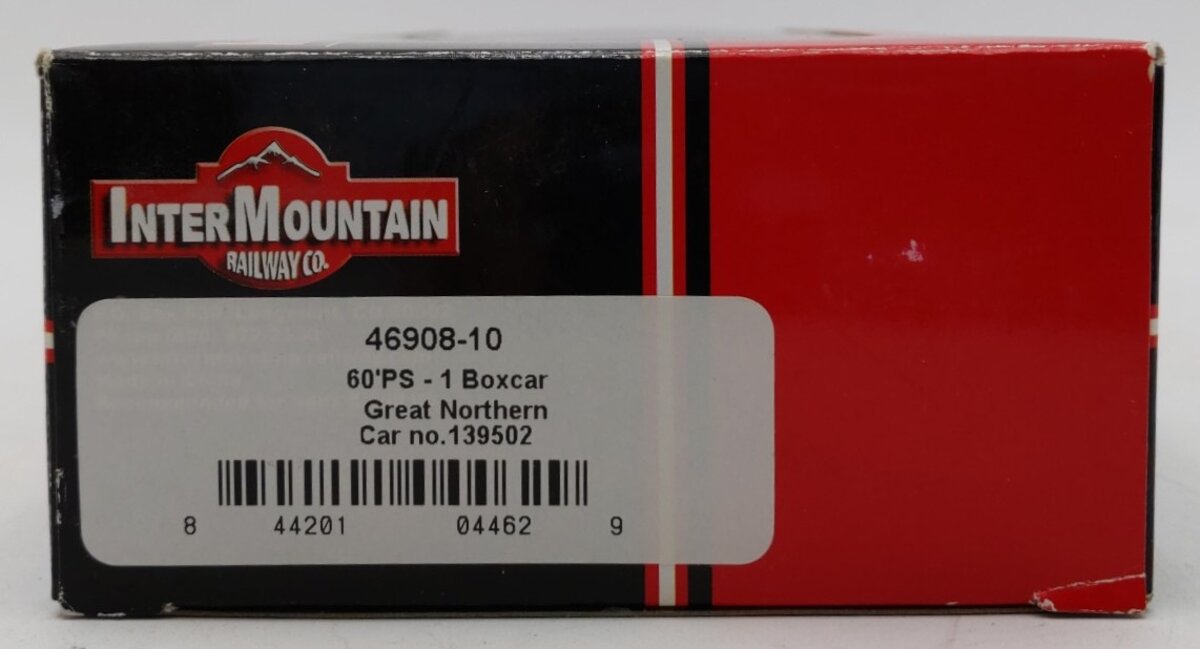 INTERMOUNTAIN
RAILWAY CO.
46908-10
60'PS - 1 Boxcar
Great Northern
Car no.139502
8 44201 04462 9